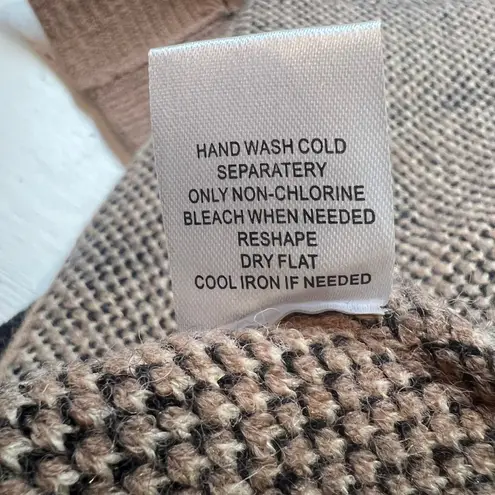 HAND WASH COLD
SEPARATERY
ONLY NON-CHLORINE
BLEACH WHEN NEEDED
RESHAPE
DRY FLAT
COOL IRON IF NEEDED